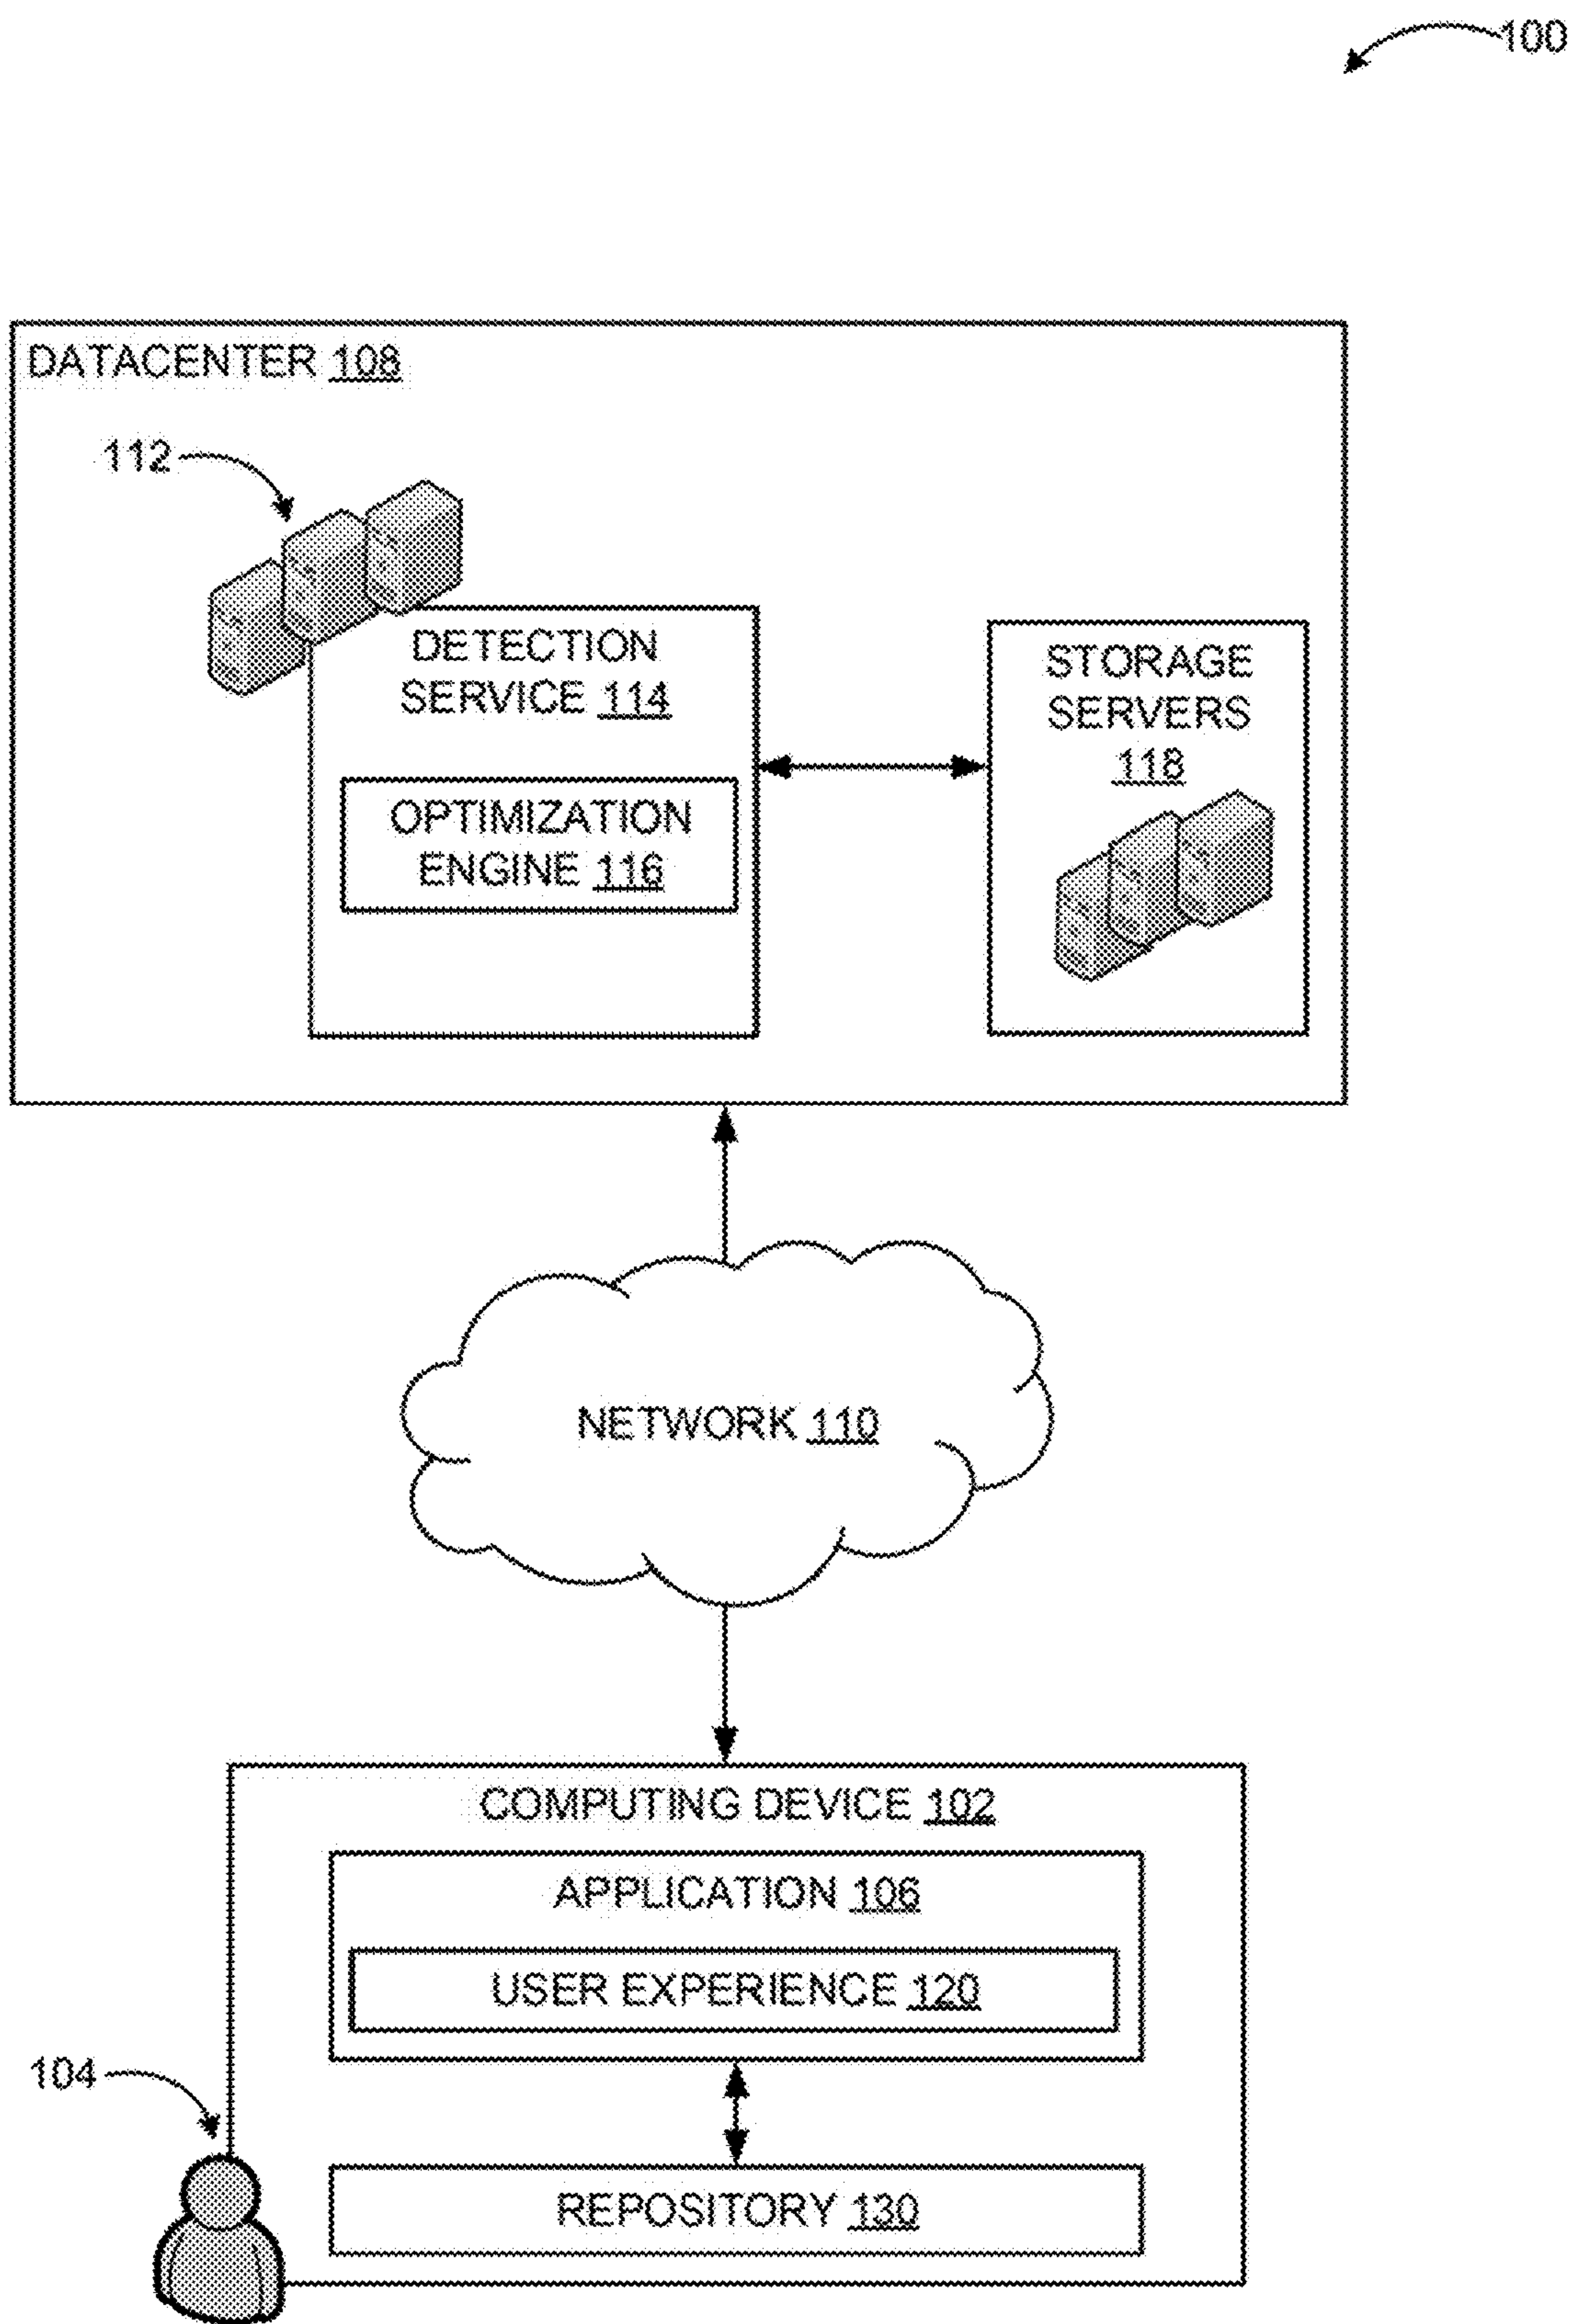 100
DATACENTER 108
112
DETECTION
SERVICE 114
OPTIMIZATION
ENGINE 116
STORAGE
SERVERS
118
NETWORK 110
COMPUTING DEVICE 102
APPLICATION 106
USER EXPERIENCE 120
104
REPOSITORY 130